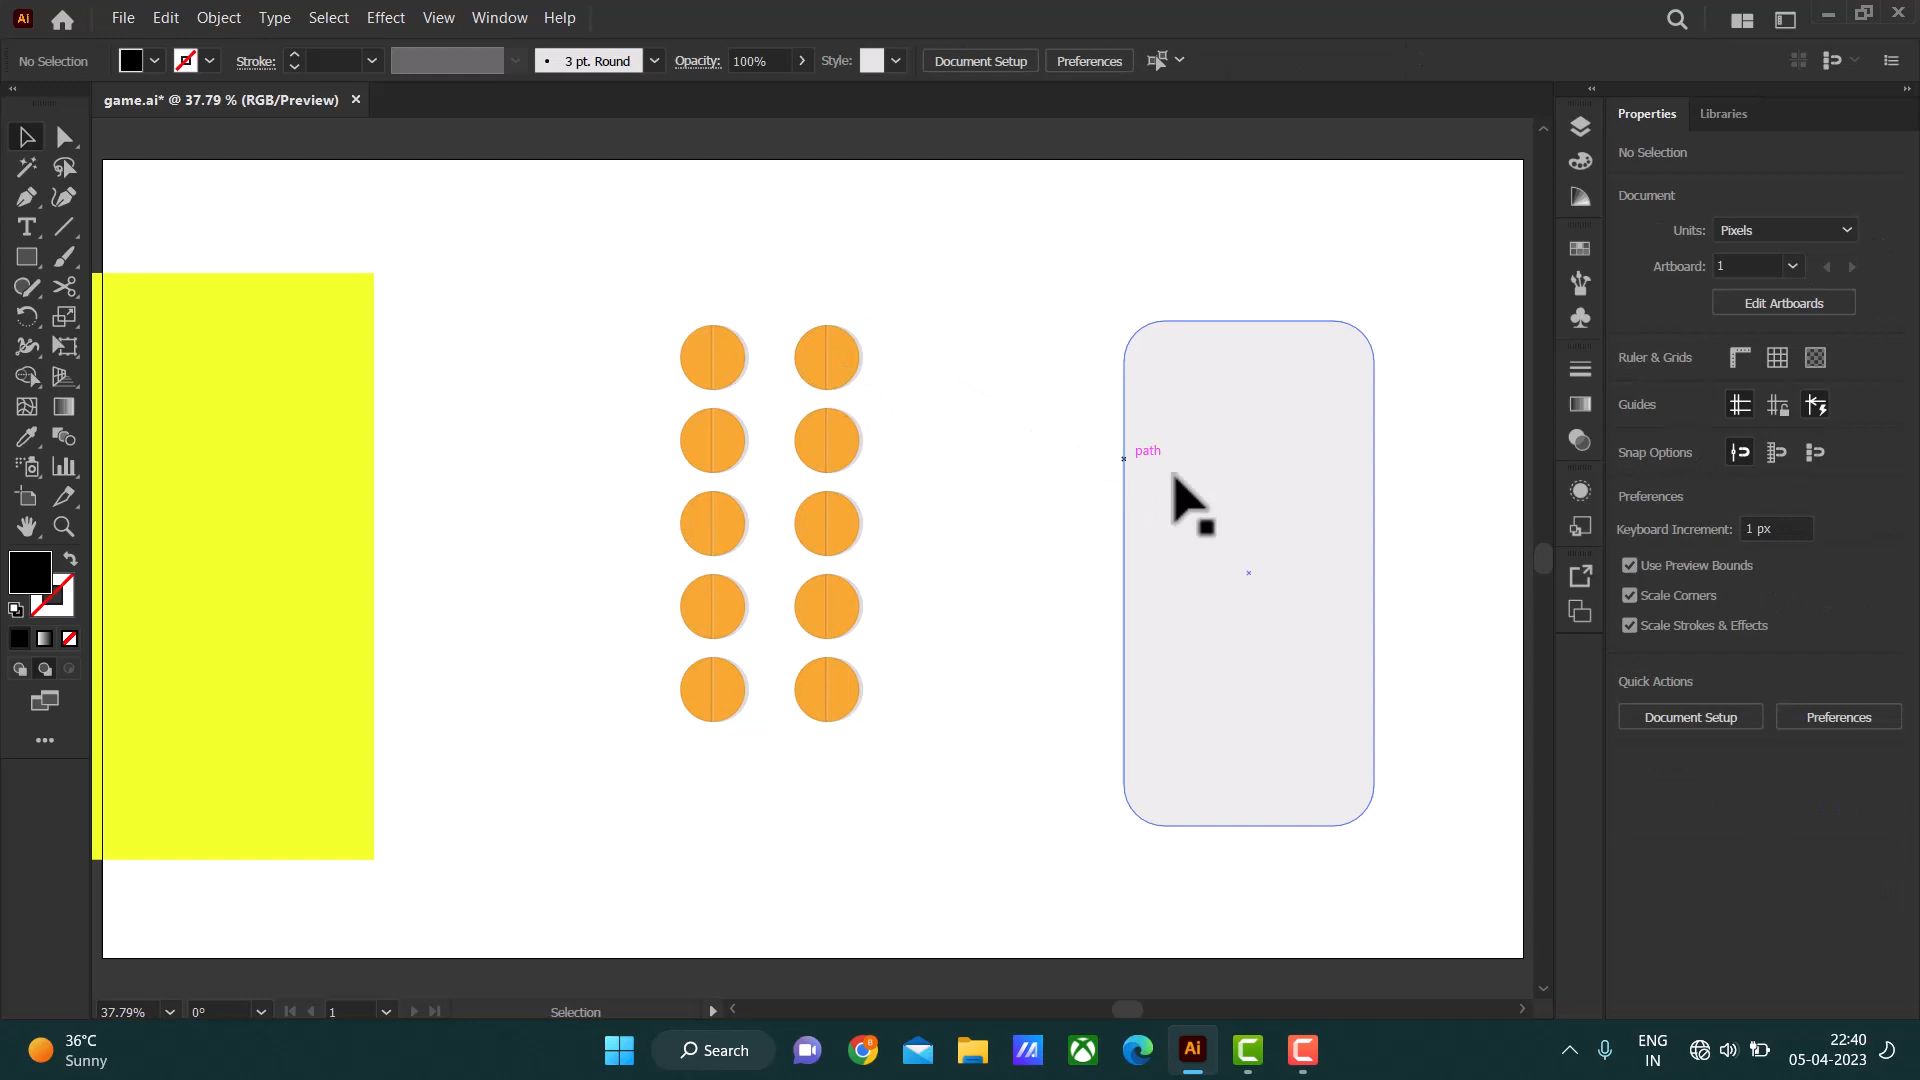 Ai File Edit Object Type Select Effect View Window Help
No Selection Stroke: 3 pt. Round Opacity: 100% Style: Document Setup Preferences
game.ai* @ 37.79 % (RGB/Preview) ×
Properties Libraries
No Selection
Document
Units: Pixels
Artboard: 1
Edit Artboards
Ruler & Grids
Guides
path
Snap Options
Preferences
Keyboard Increment: 1 px
Use Preview Bounds
Scale Corners
Scale Strokes & Effects
Quick Actions
Document Setup Preferences
37.79% 0° 1 Selection
36°C
Sunny
Search
Ai
ENG
IN
22:40
05-04-2023